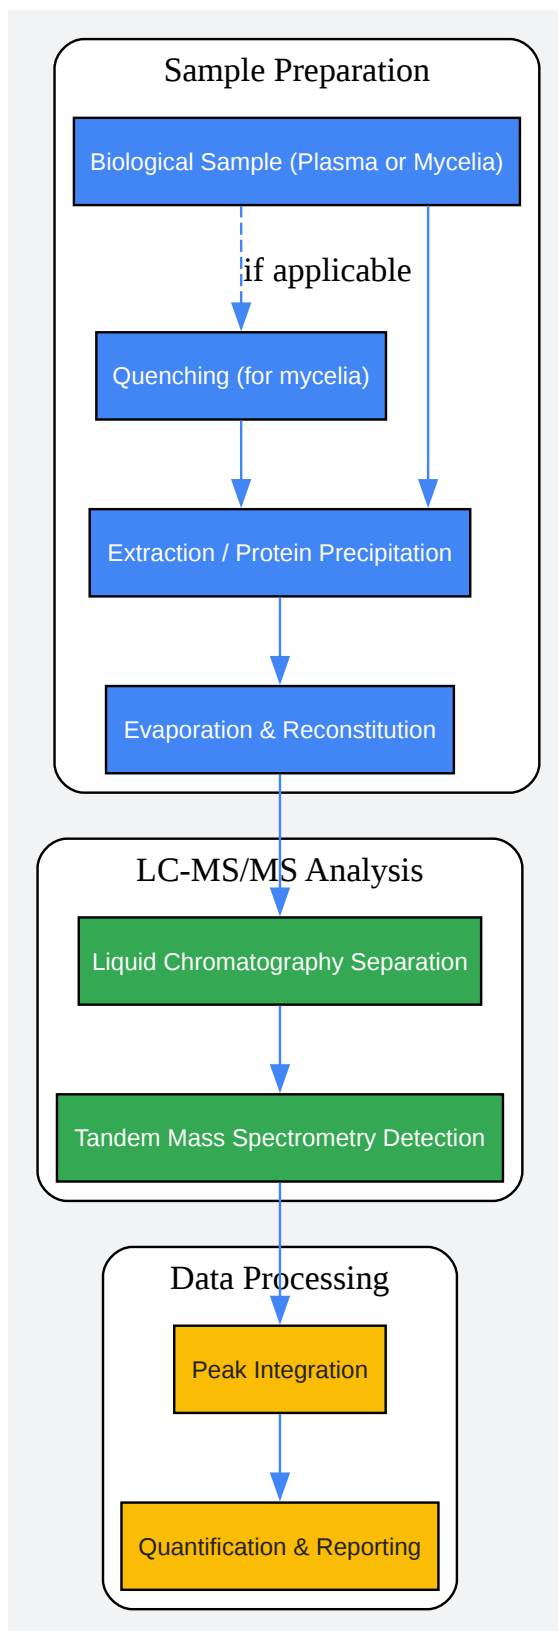 Sample Preparation
Biological Sample (Plasma or Mycelia)
if applicable
Quenching (for mycelia)
Extraction / Protein Precipitation
Evaporation & Reconstitution
LC-MS/MS Analysis
Liquid Chromatography Separation
Tandem Mass Spectrometry Detection
Data Processing
Peak Integration
Quantification & Reporting